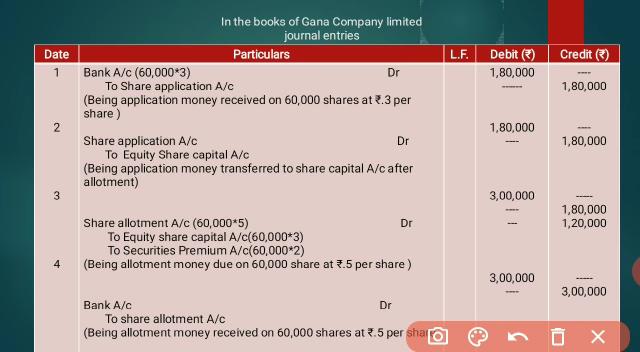 In the books of Gana Company limited
journal entries
Date Particulars L.F. Debit (₹) Credit (₹)
1 Bank A/c (60,000*3) Dr 1,80,000 ----
To Share application A/c ------ 1,80,000
(Being application money received on 60,000 shares at ₹.3 per
share )
2 1,80,000 ----
Share application A/c Dr ---- 1,80,000
To Equity Share capital A/c
(Being application money transferred to share capital A/c after
allotment)
3 3,00,000 -----
---- 1,80,000
Share allotment A/c (60,000*5) Dr --- 1,20,000
To Equity share capital A/c(60,000*3)
To Securities Premium A/c(60,000*2)
4 (Being allotment money due on 60,000 share at ₹.5 per share )
3,00,000 -----
---- 3,00,000
Bank A/c Dr
To share allotment A/c
(Being allotment money received on 60,000 shares at ₹.5 per share